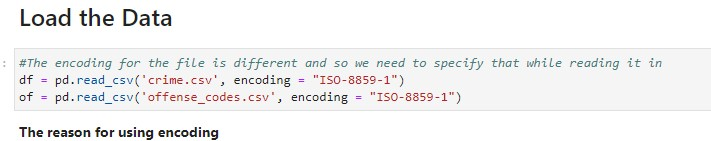 Load the Data
:
#The encoding for the file is different and so we need to specify that while reading it in
df = pd.read_csv('crime.csv', encoding = "ISO-8859-1")
of = pd.read_csv('offense_codes.csv', encoding = "ISO-8859-1")
The reason for using encoding